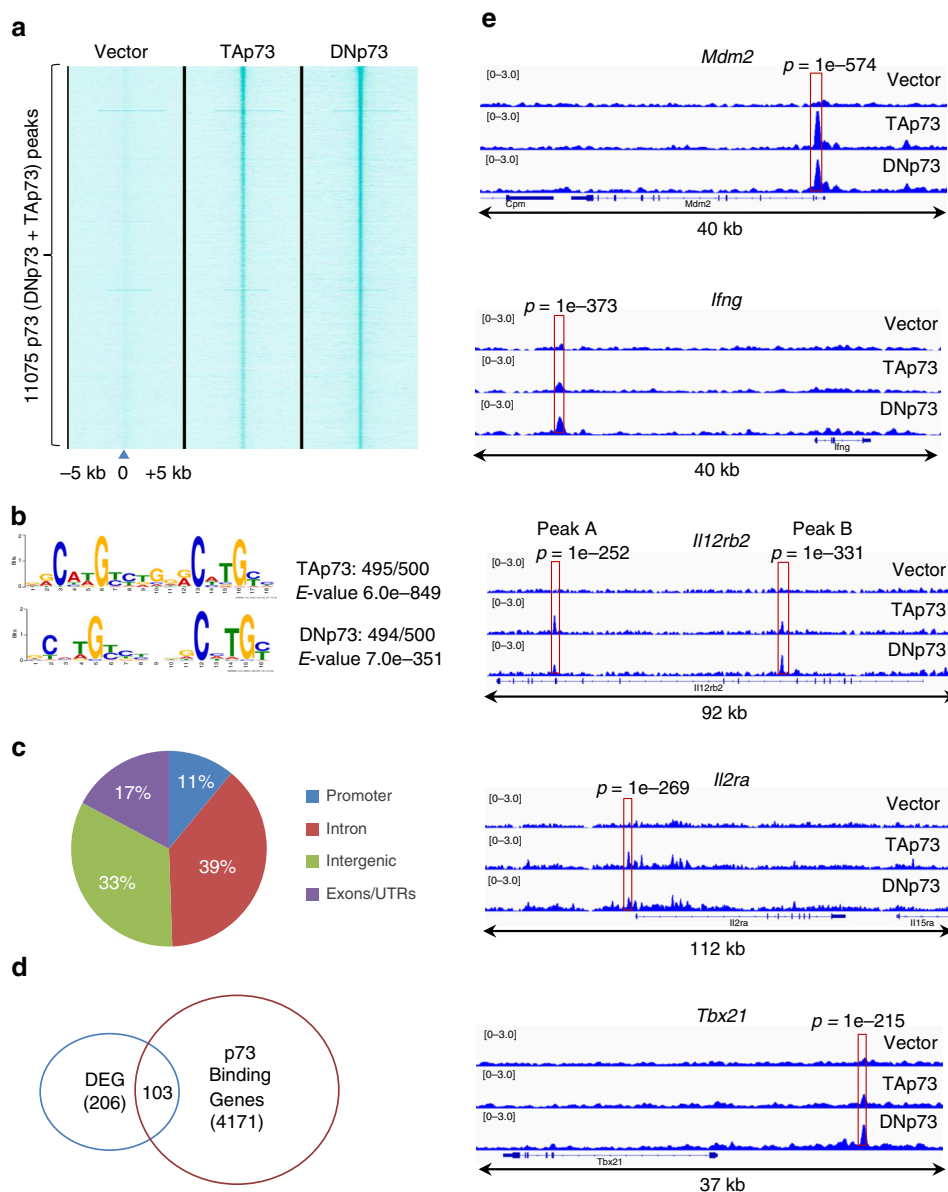 a
Vector TAp73 DNp73
11075 p73 (DNp73 + TAp73) peaks
–5 kb 0 +5 kb
b
TAp73: 495/500
E-value 6.0e–849
DNp73: 494/500
E-value 7.0e–351
c
11%
39%
33%
17%
Promoter
Intron
Intergenic
Exons/UTRs
d
DEG
(206)
103
p73
Binding
Genes
(4171)
e
Mdm2
p = 1e–574
[0–3.0] Vector
[0–3.0] TAp73
[0–3.0] DNp73
Cpm Mdm2
40 kb
Ifng
p = 1e–373
[0–3.0] Vector
[0–3.0] TAp73
[0–3.0] DNp73
Ifng
40 kb
Peak A Il12rb2 Peak B
p = 1e–252 p = 1e–331
[0–3.0] Vector
[0–3.0] TAp73
[0–3.0] DNp73
Il12rb2
92 kb
Il2ra
p = 1e–269
[0–3.0] Vector
[0–3.0] TAp73
[0–3.0] DNp73
Il2ra Il15ra
112 kb
Tbx21
p = 1e–215
[0–3.0] Vector
[0–3.0] TAp73
[0–3.0] DNp73
Tbx21
37 kb